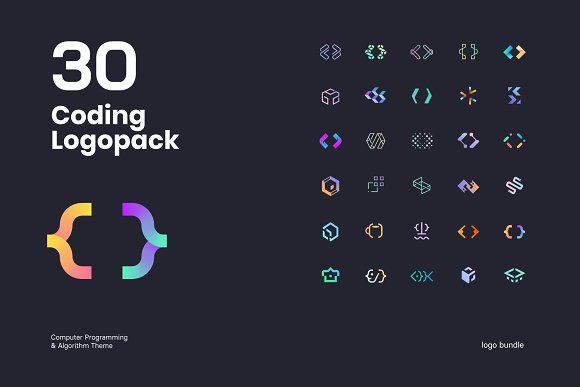 30
Coding
Logopack
Computer Programming
& Algorithm Theme
logo bundle